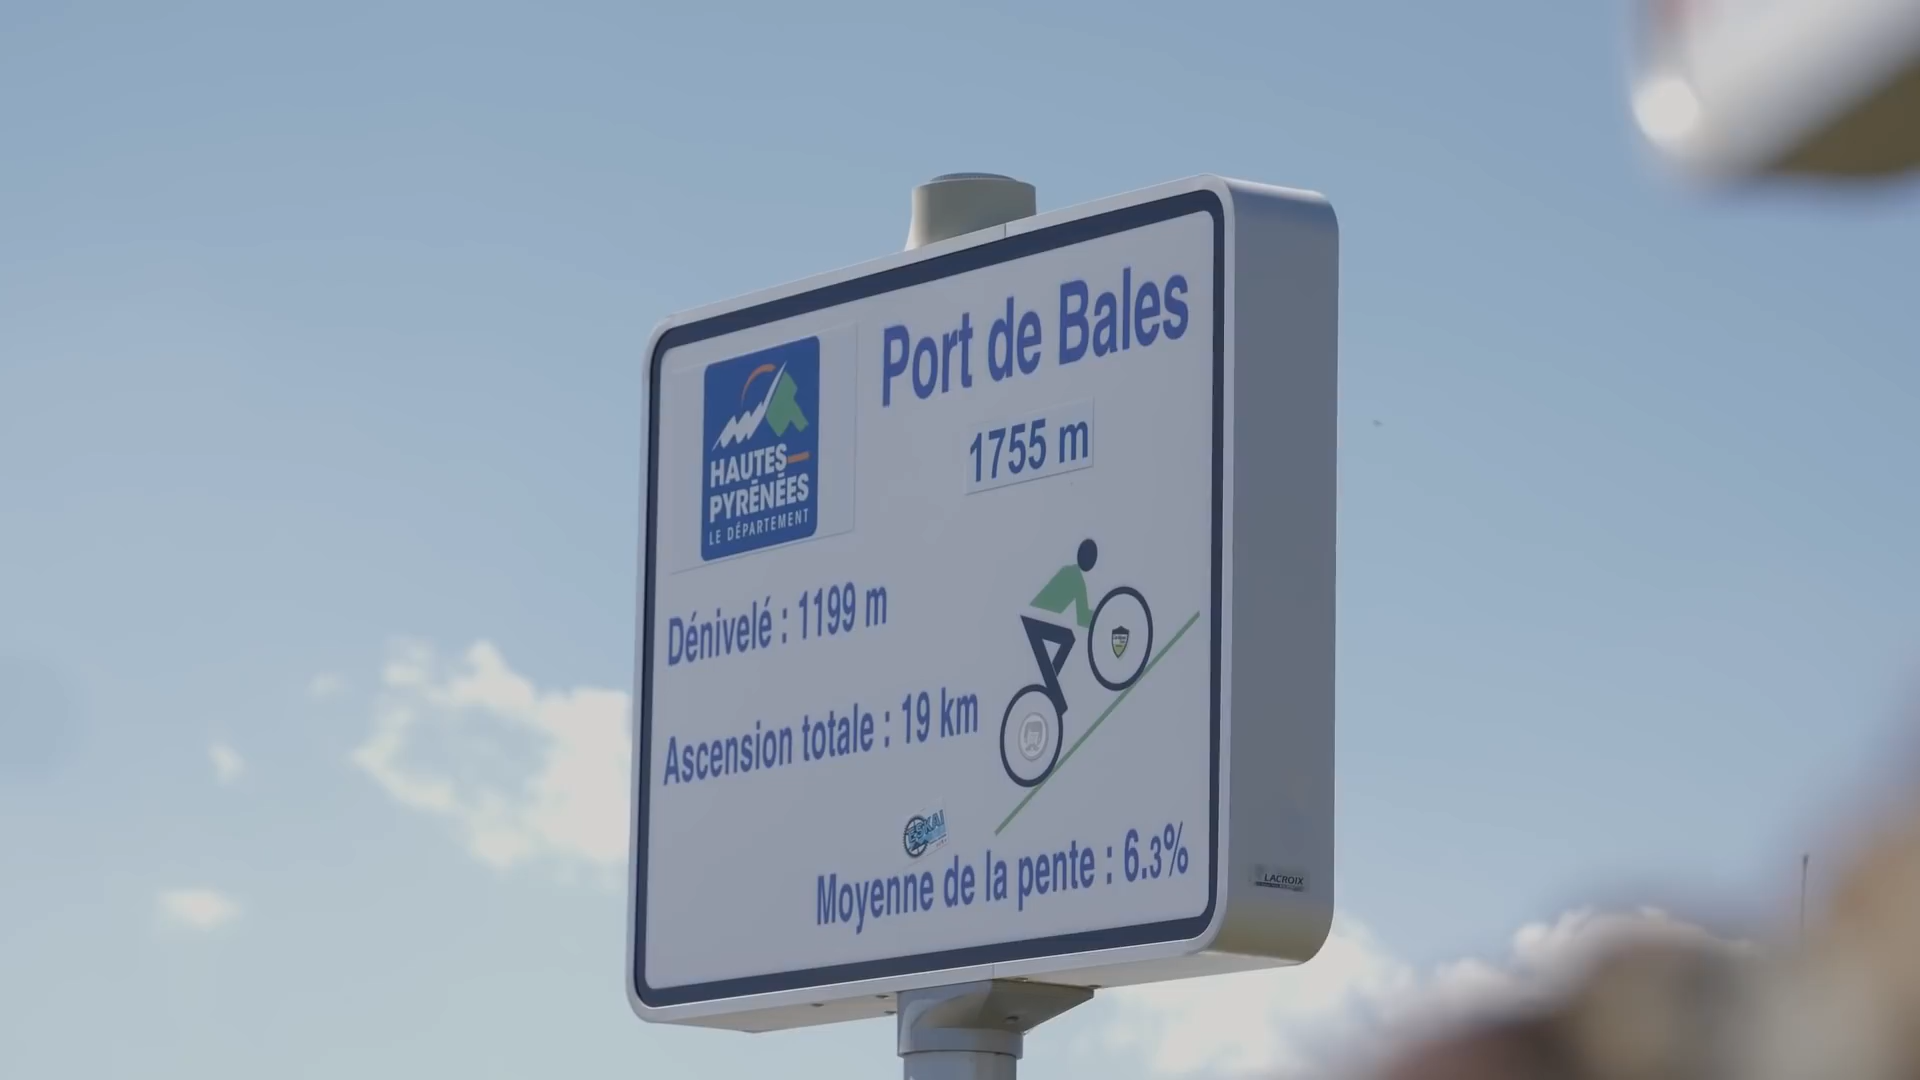 Port de Bales
1755 m
HAUTES-
PYRÉNÉES
LE DÉPARTEMENT
Dénivelé : 1199 m
Ascension totale : 19 km
ESKAI
Moyenne de la pente : 6.3%
LACROIX